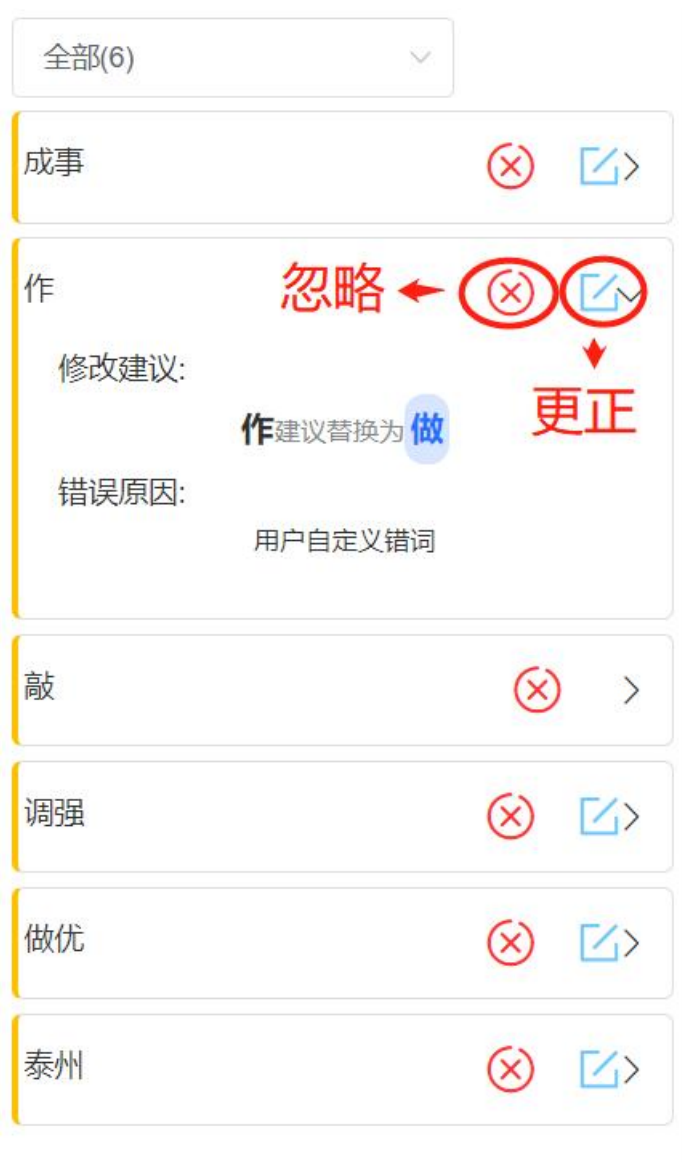 全部(6)
成事
作
忽略
修改建议:
更正
作建议替换为做
错误原因:
用户自定义错词
敲
调强
做优
泰州